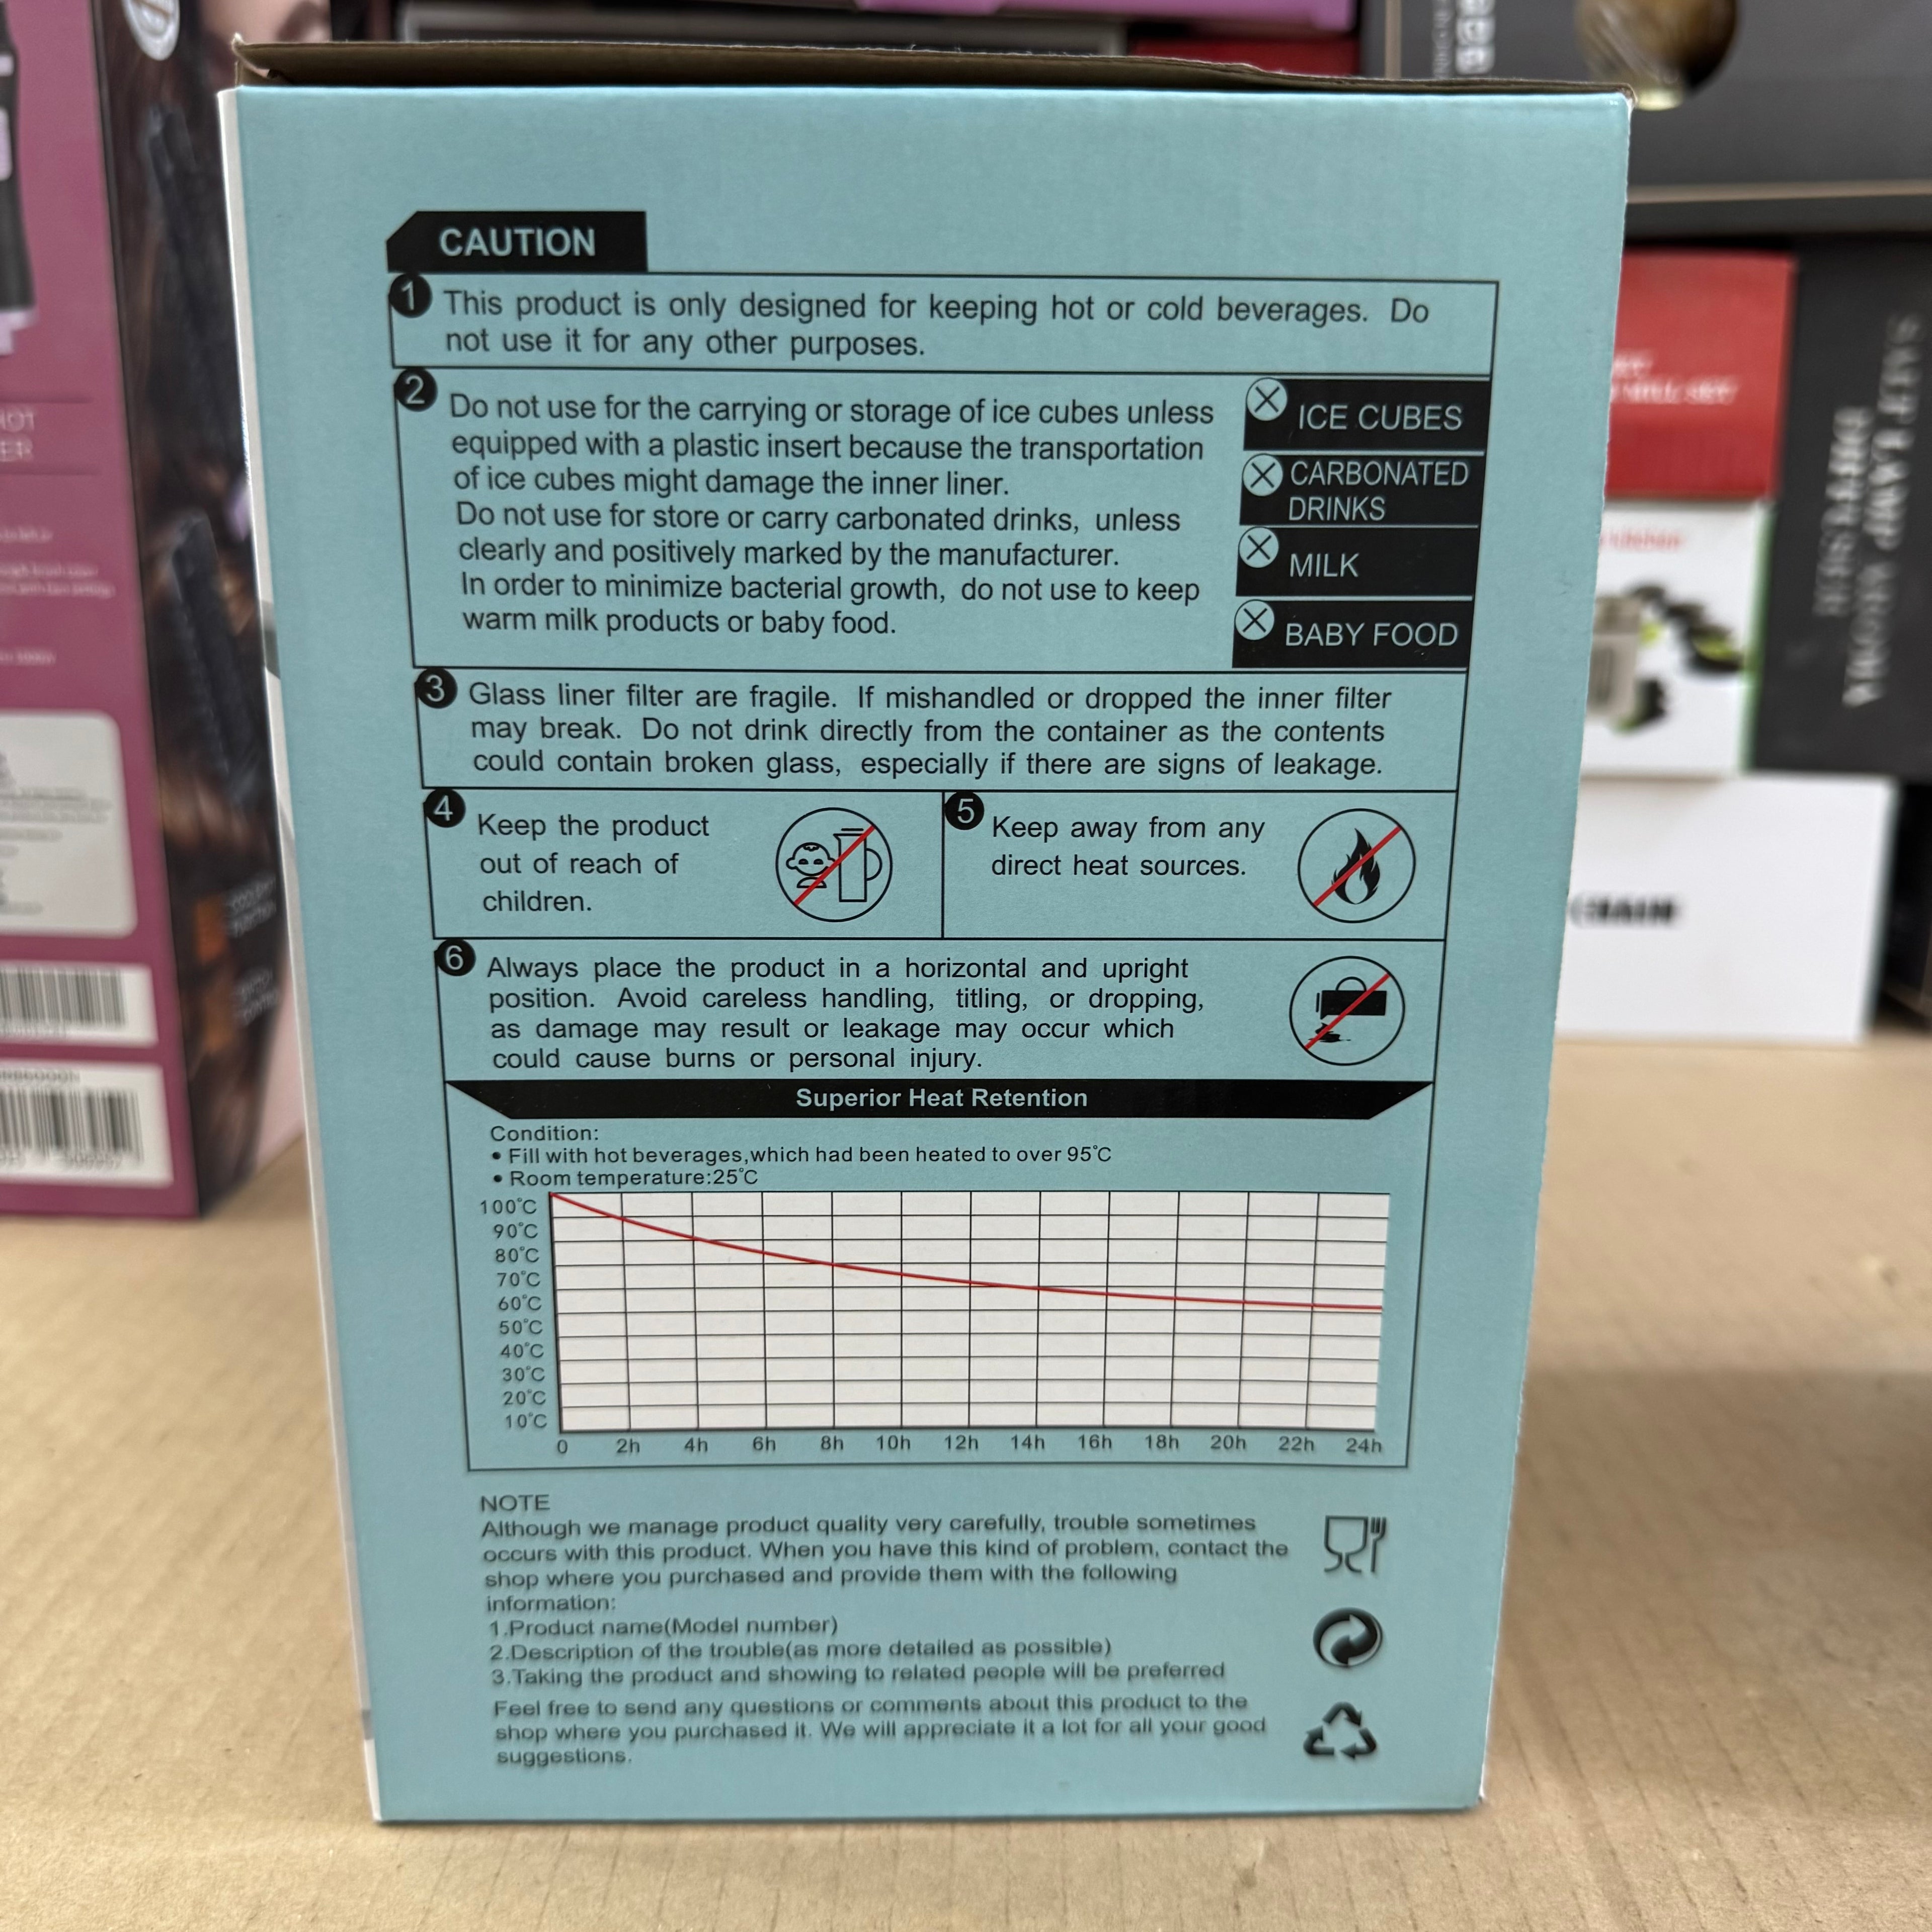 CAUTION
1 This product is only designed for keeping hot or cold beverages. Do
not use it for any other purposes.
2 Do not use for the carrying or storage of ice cubes unless
equipped with a plastic insert because the transportation
of ice cubes might damage the inner liner.
Do not use for store or carry carbonated drinks, unless
clearly and positively marked by the manufacturer.
In order to minimize bacterial growth, do not use to keep
warm milk products or baby food.
ICE CUBES
CARBONATED
DRINKS
MILK
BABY FOOD
3 Glass liner filter are fragile. If mishandled or dropped the inner filter
may break. Do not drink directly from the container as the contents
could contain broken glass, especially if there are signs of leakage.
4 Keep the product
out of reach of
children.
5 Keep away from any
direct heat sources.
6 Always place the product in a horizontal and upright
position. Avoid careless handling, titling, or dropping,
as damage may result or leakage may occur which
could cause burns or personal injury.
Superior Heat Retention
Condition:
• Fill with hot beverages,which had been heated to over 95℃
• Room temperature:25℃
100℃
90℃
80℃
70℃
60℃
50℃
40℃
30℃
20℃
10℃
0 2h 4h 6h 8h 10h 12h 14h 16h 18h 20h 22h 24h
NOTE
Although we manage product quality very carefully, trouble sometimes
occurs with this product. When you have this kind of problem, contact the
shop where you purchased and provide them with the following
information:
1.Product name(Model number)
2.Description of the trouble(as more detailed as possible)
3.Taking the product and showing to related people will be preferred
Feel free to send any questions or comments about this product to the
shop where you purchased it. We will appreciate it a lot for all your good
suggestions.